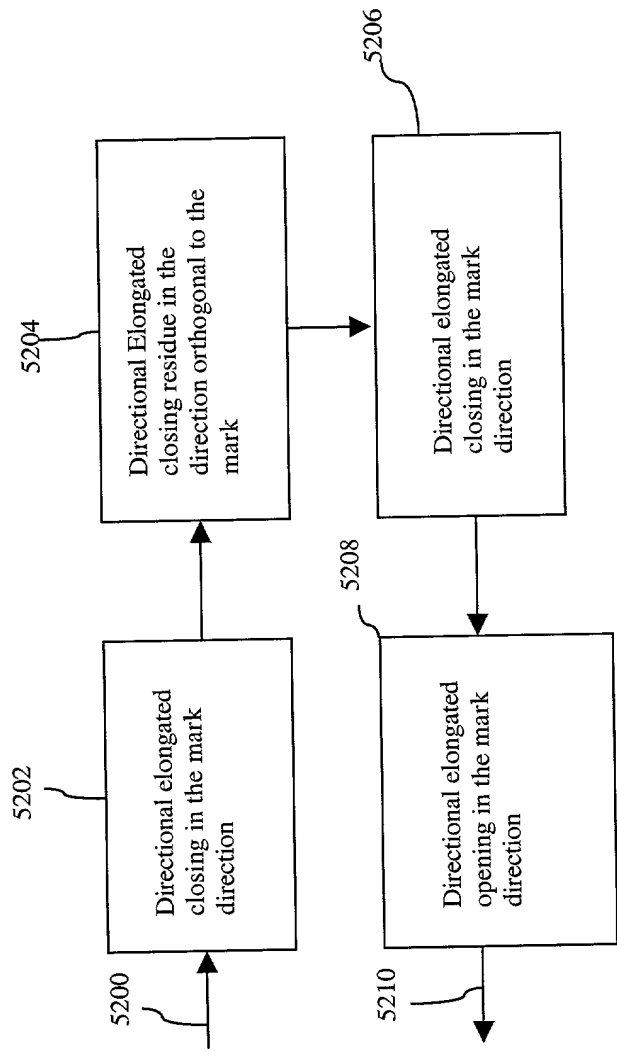 5200
5202
Directional elongated
closing in the mark
direction
5204
Directional Elongated
closing residue in the
direction orthogonal to the
mark
5206
Directional elongated
closing in the mark
direction
5208
Directional elongated
opening in the mark
direction
5210